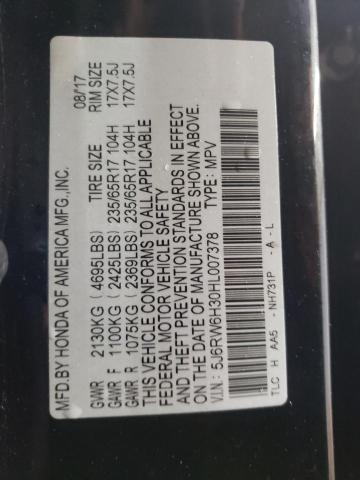 MFD. BY HONDA OF AMERICA MFG., INC. 08/17
GVWR 2130KG (4695LBS) TIRE SIZE RIM SIZE
GAWR F 1100KG (2425LBS) 235/65R17 104H 17X7.5J
GAWR R 1075KG (2369LBS) 235/65R17 104H 17X7.5J
THIS VEHICLE CONFORMS TO ALL APPLICABLE
FEDERAL MOTOR VEHICLE SAFETY
AND THEFT PREVENTION STANDARDS IN EFFECT
ON THE DATE OF MANUFACTURE SHOWN ABOVE.
V.I.N.: 5J6RW6H30HL007378 TYPE: MPV
TLC H AA5 - NH731P - A - L